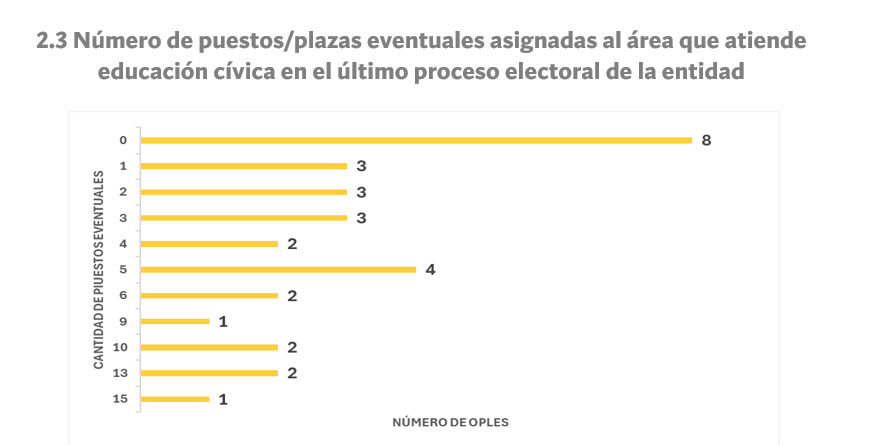 2.3 Número de puestos/plazas eventuales asignadas al área que atiende
educación cívica en el último proceso electoral de la entidad
CANTIDAD DE PIUESTOS EVENTUALES
0 8
1 3
2 3
3 3
4 2
5 4
6 2
9 1
10 2
13 2
15 1
NÚMERO DE OPLES